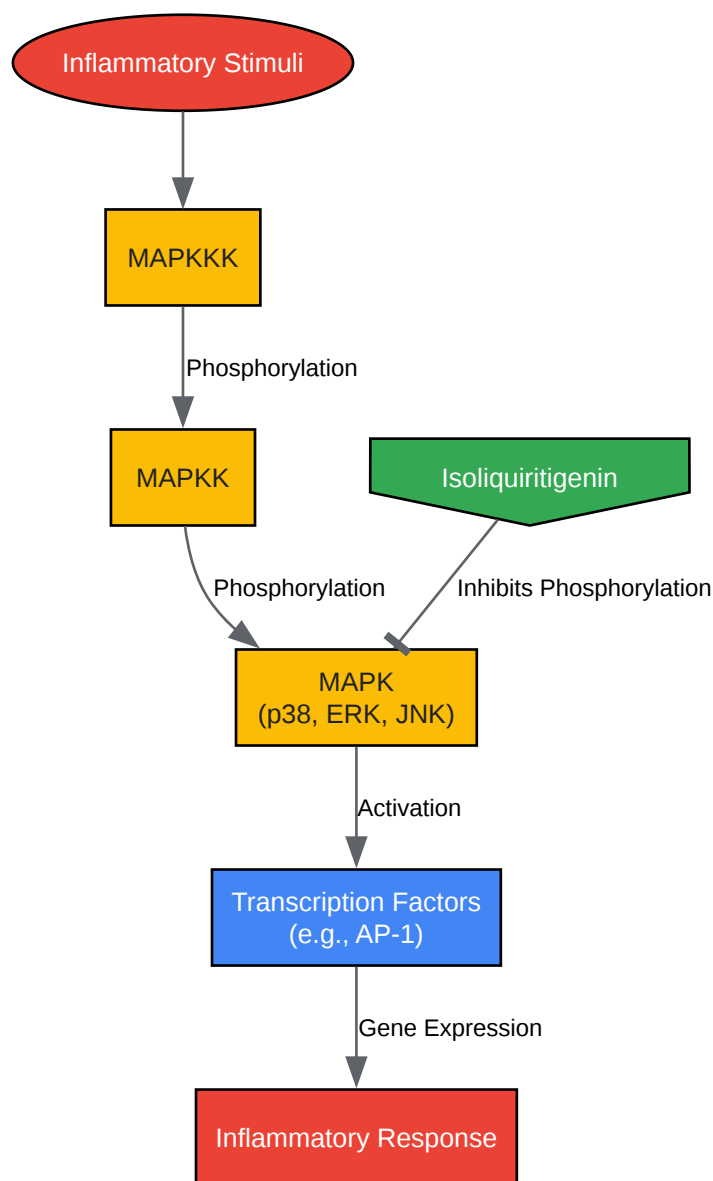 Inflammatory Stimuli
MAPKKK
Phosphorylation
MAPKK
Isoliquiritigenin
Phosphorylation
Inhibits Phosphorylation
MAPK
(p38, ERK, JNK)
Activation
Transcription Factors
(e.g., AP-1)
Gene Expression
Inflammatory Response